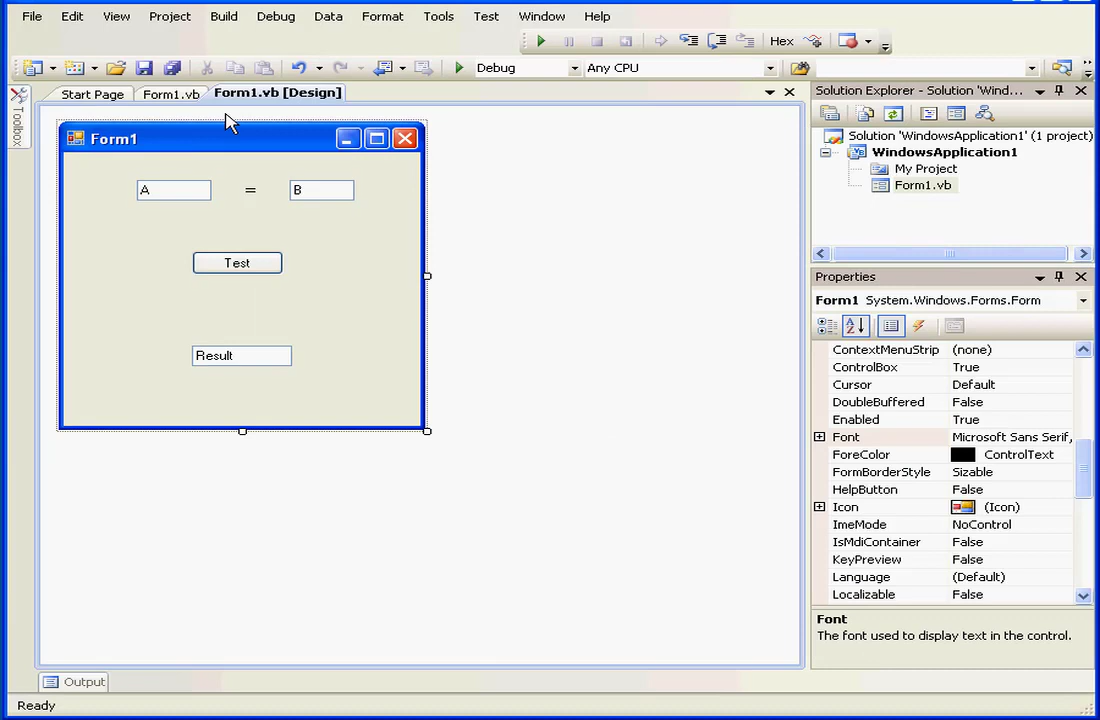 File Edit View Project Build Debug Data Format Tools Test Window Help
Hex
Debug Any CPU
Toolbox
Start Page Form1.vb Form1.vb [Design]
Form1
A = B
Test
Result
Solution Explorer - Solution 'Wind...
Solution 'WindowsApplication1' (1 project)
WindowsApplication1
My Project
Form1.vb
Properties
Form1 System.Windows.Forms.Form
ContextMenuStrip (none)
ControlBox True
Cursor Default
DoubleBuffered False
Enabled True
Font Microsoft Sans Serif,
ForeColor ControlText
FormBorderStyle Sizable
HelpButton False
Icon (Icon)
ImeMode NoControl
IsMdiContainer False
KeyPreview False
Language (Default)
Localizable False
Font
The font used to display text in the control.
Output
Ready